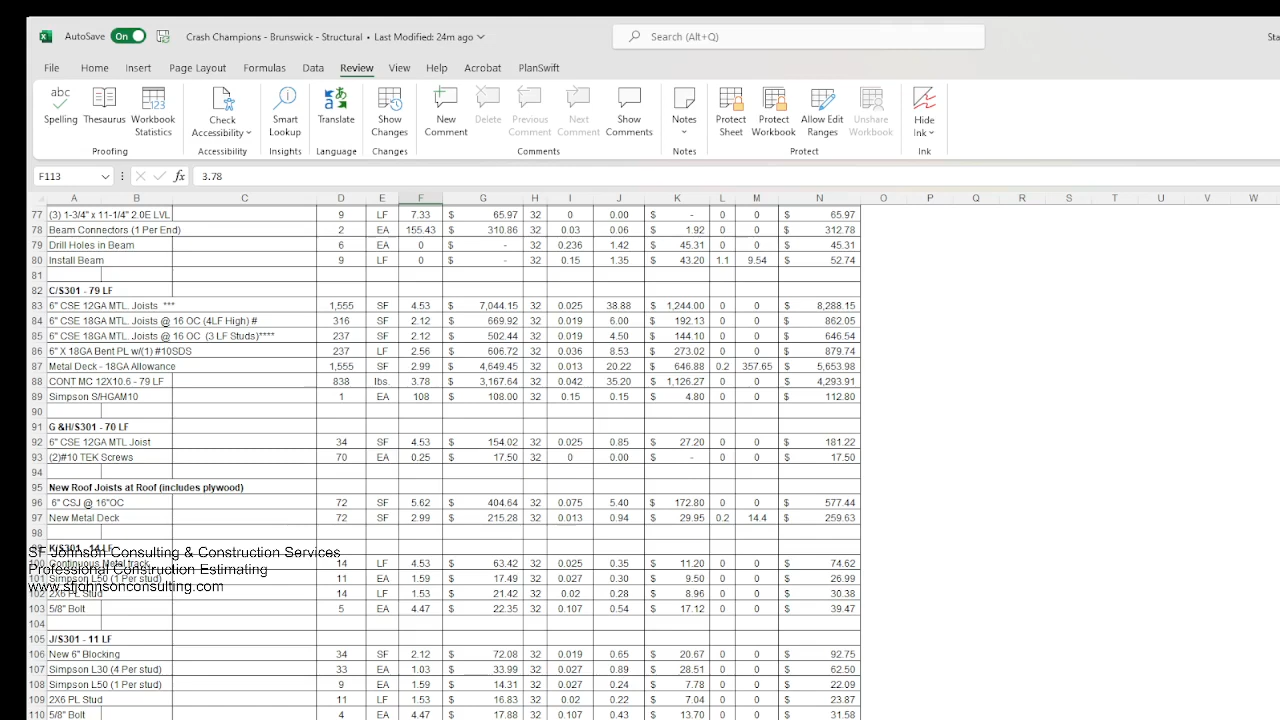 AutoSave On Crash Champions - Brunswick - Structural • Last Modified: 24m ago Search (Alt+Q) Sta
File Home Insert Page Layout Formulas Data Review View Help Acrobat PlanSwift
abc 123
Spelling Thesaurus Workbook Statistics Check Accessibility Smart Lookup Translate Show Changes New Comment Delete Previous Comment Next Comment Show Comments Notes Protect Sheet Protect Workbook Allow Edit Ranges Unshare Workbook Hide Ink
Proofing Accessibility Insights Language Changes Comments Notes Protect Ink
F113 fx 3.78
A B C D E F G H I J K L M N O P Q R S T U V W
77 (3) 1-3/4" x 11-1/4" 2.0E LVL 9 LF 7.33 $ 65.97 32 0 0.00 $ - 0 0 $ 65.97
78 Beam Connectors (1 Per End) 2 EA 155.43 $ 310.86 32 0.03 0.06 $ 1.92 0 0 $ 312.78
79 Drill Holes in Beam 6 EA 0 $ - 32 0.236 1.42 $ 45.31 0 0 $ 45.31
80 Install Beam 9 LF 0 $ - 32 0.15 1.35 $ 43.20 1.1 9.54 $ 52.74
81
82 C/S301 - 79 LF
83 6" CSE 12GA MTL. Joists *** 1,555 SF 4.53 $ 7,044.15 32 0.025 38.88 $ 1,244.00 0 0 $ 8,288.15
84 6" CSE 18GA MTL. Joists @ 16 OC (4LF High) # 316 SF 2.12 $ 669.92 32 0.019 6.00 $ 192.13 0 0 $ 862.05
85 6" CSE 18GA MTL. Joists @ 16 OC (3 LF Studs)**** 237 SF 2.12 $ 502.44 32 0.019 4.50 $ 144.10 0 0 $ 646.54
86 6" X 18GA Bent PL w/(1) #10SDS 237 LF 2.56 $ 606.72 32 0.036 8.53 $ 273.02 0 0 $ 879.74
87 Metal Deck - 18GA Allowance 1,555 SF 2.99 $ 4,649.45 32 0.013 20.22 $ 646.88 0.2 357.65 $ 5,653.98
88 CONT MC 12X10.6 - 79 LF 838 lbs. 3.78 $ 3,167.64 32 0.042 35.20 $ 1,126.27 0 0 $ 4,293.91
89 Simpson S/HGAM10 1 EA 108 $ 108.00 32 0.15 0.15 $ 4.80 0 0 $ 112.80
90
91 G &H/S301 - 70 LF
92 6" CSE 12GA MTL Joist 34 SF 4.53 $ 154.02 32 0.025 0.85 $ 27.20 0 0 $ 181.22
93 (2)#10 TEK Screws 70 EA 0.25 $ 17.50 32 0 0.00 $ - 0 0 $ 17.50
94
95 New Roof Joists at Roof (includes plywood)
96 6" CSJ @ 16"OC 72 SF 5.62 $ 404.64 32 0.075 5.40 $ 172.80 0 0 $ 577.44
97 New Metal Deck 72 SF 2.99 $ 215.28 32 0.013 0.94 $ 29.95 0.2 14.4 $ 259.63
98
99 K/S301 - 14 LF
SF Johnson Consulting & Construction Services
100 Continuous Metal track 14 LF 4.53 $ 63.42 32 0.025 0.35 $ 11.20 0 0 $ 74.62
Professional Construction Estimating
101 Simpson L50 (1 Per stud) 11 EA 1.59 $ 17.49 32 0.027 0.30 $ 9.50 0 0 $ 26.99
www.sfjohnsonconsulting.com
102 2X6 PL Stud 14 LF 1.53 $ 21.42 32 0.02 0.28 $ 8.96 0 0 $ 30.38
103 5/8" Bolt 5 EA 4.47 $ 22.35 32 0.107 0.54 $ 17.12 0 0 $ 39.47
104
105 J/S301 - 11 LF
106 New 6" Blocking 34 SF 2.12 $ 72.08 32 0.019 0.65 $ 20.67 0 0 $ 92.75
107 Simpson L30 (4 Per stud) 33 EA 1.03 $ 33.99 32 0.027 0.89 $ 28.51 0 0 $ 62.50
108 Simpson L50 (1 Per stud) 9 EA 1.59 $ 14.31 32 0.027 0.24 $ 7.78 0 0 $ 22.09
109 2X6 PL Stud 11 LF 1.53 $ 16.83 32 0.02 0.22 $ 7.04 0 0 $ 23.87
110 5/8" Bolt 4 EA 4.47 $ 17.88 32 0.107 0.43 $ 13.70 0 0 $ 31.58